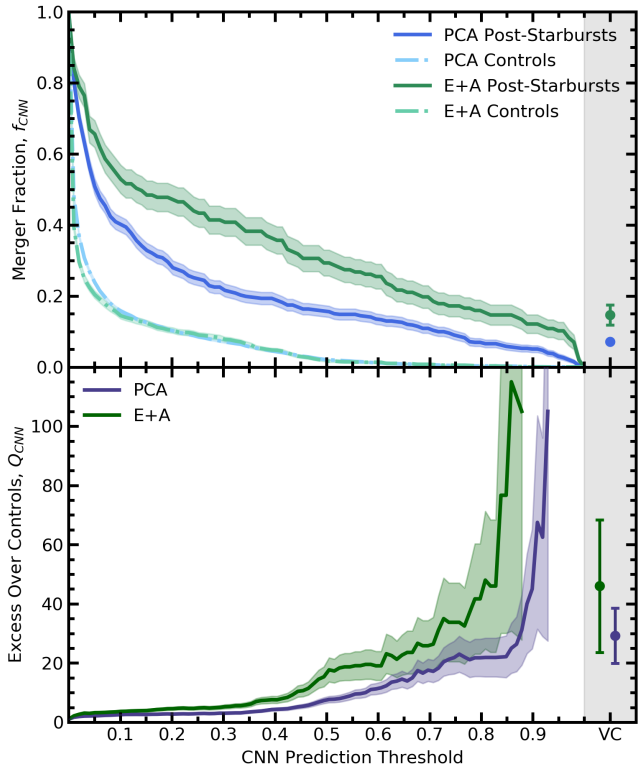 1.0
0.8
0.6
0.4
0.2
0.0
Merger Fraction, f_CNN
PCA Post-Starbursts
PCA Controls
E+A Post-Starbursts
E+A Controls
100
80
60
40
20
0
Excess Over Controls, Q_CNN
PCA
E+A
0.1 0.2 0.3 0.4 0.5 0.6 0.7 0.8 0.9 VC
CNN Prediction Threshold